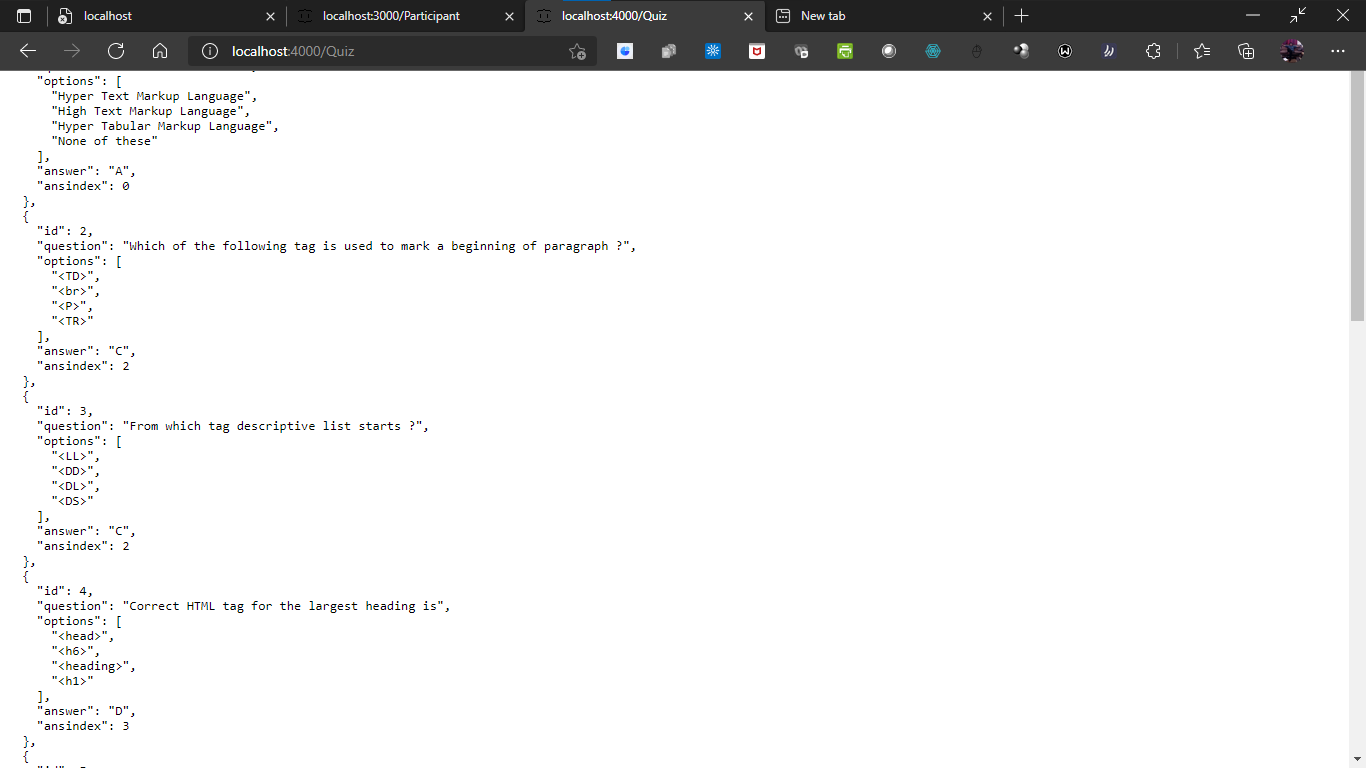 localhost
localhost:3000/Participant
localhost:4000/Quiz
New tab
localhost:4000/Quiz
"options": [
"Hyper Text Markup Language",
"High Text Markup Language",
"Hyper Tabular Markup Language",
"None of these"
],
"answer": "A",
"ansindex": 0
},
{
"id": 2,
"question": "Which of the following tag is used to mark a beginning of paragraph ?",
"options": [
"<TD>",
"<br>",
"<P>",
"<TR>"
],
"answer": "C",
"ansindex": 2
},
{
"id": 3,
"question": "From which tag descriptive list starts ?",
"options": [
"<LL>",
"<DD>",
"<DL>",
"<DS>"
],
"answer": "C",
"ansindex": 2
},
{
"id": 4,
"question": "Correct HTML tag for the largest heading is",
"options": [
"<head>",
"<h6>",
"<heading>",
"<h1>"
],
"answer": "D",
"ansindex": 3
},
{